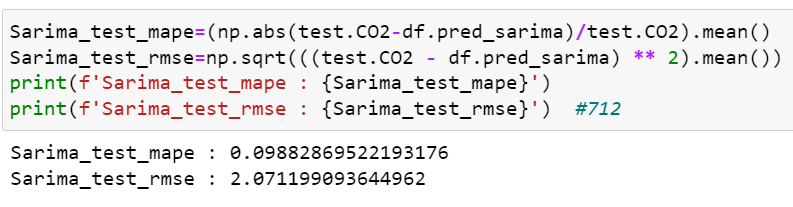 Sarima_test_mape=(np.abs(test.CO2-df.pred_sarima)/test.CO2).mean()
Sarima_test_rmse=np.sqrt(((test.CO2 - df.pred_sarima) ** 2).mean())
print(f'Sarima_test_mape : {Sarima_test_mape}')
print(f'Sarima_test_rmse : {Sarima_test_rmse}')  #712
Sarima_test_mape : 0.09882869522193176
Sarima_test_rmse : 2.071199093644962